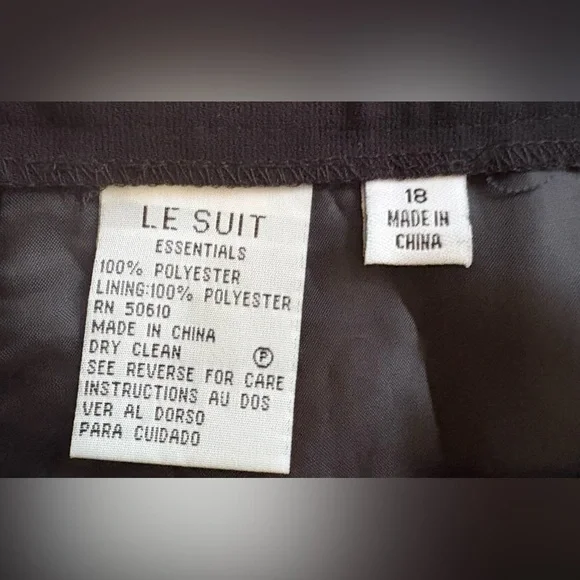 LE SUIT
ESSENTIALS
100% POLYESTER
LINING:100% POLYESTER
RN 50610
MADE IN CHINA
DRY CLEAN Ⓟ
SEE REVERSE FOR CARE
INSTRUCTIONS AU DOS
VER AL DORSO
PARA CUIDADO
18
MADE IN
CHINA